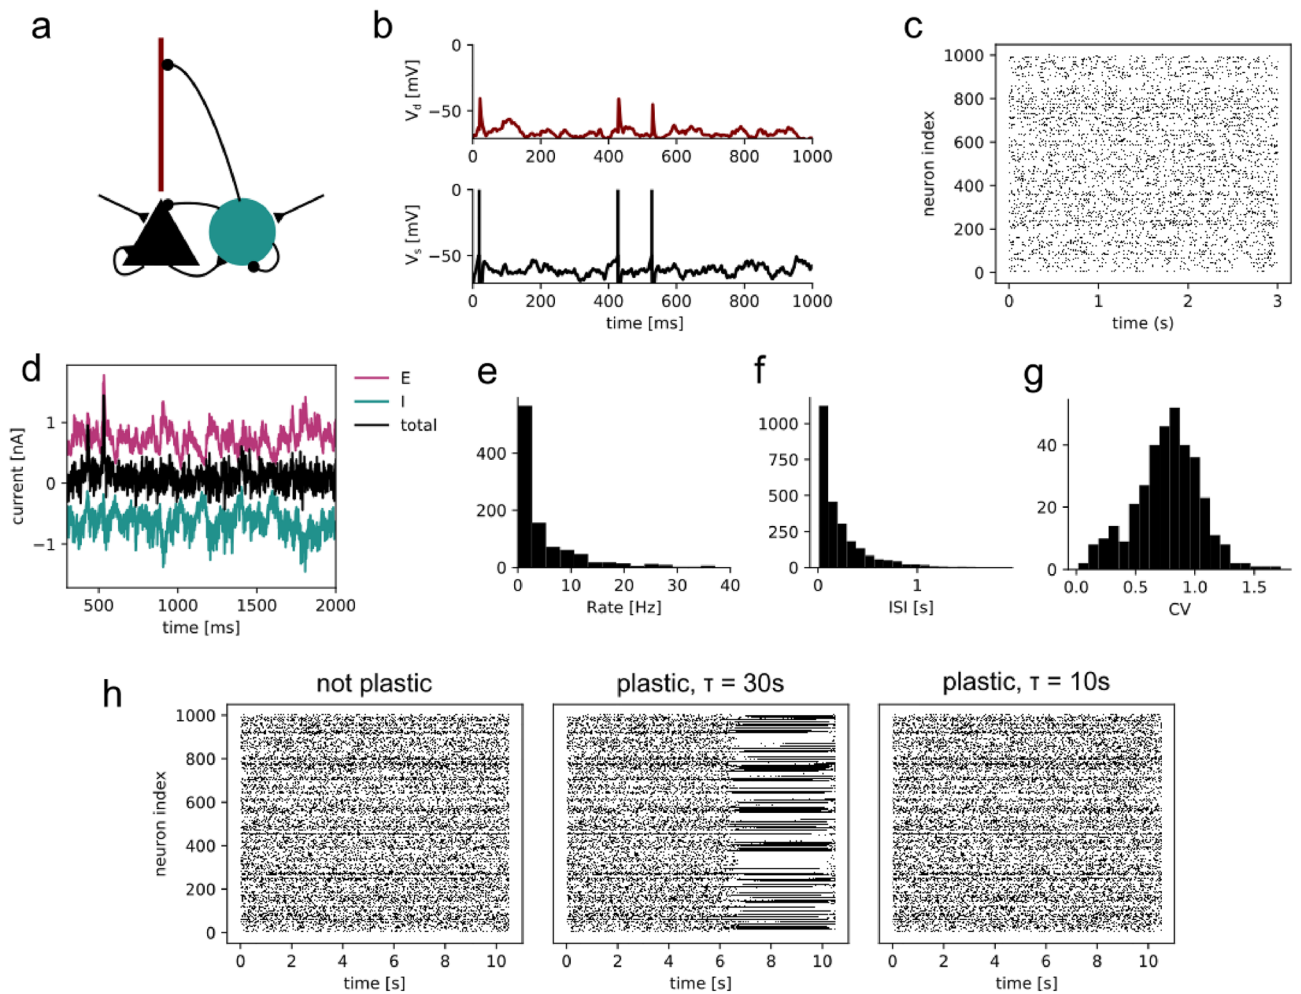 a
b
0
−50
V_d [mV]
0 200 400 600 800 1000
0
−50
V_s [mV]
0 200 400 600 800 1000
time [ms]
c
1000
800
600
400
200
0
neuron index
0 1 2 3
time (s)
d
1
0
−1
current [nA]
500 1000 1500 2000
time [ms]
E
I
total
e
400
200
0
0 10 20 30 40
Rate [Hz]
f
1000
750
500
250
0
0 1
ISI [s]
g
40
20
0
0.0 0.5 1.0 1.5
CV
h
not plastic
plastic, τ = 30s
plastic, τ = 10s
1000
800
600
400
200
0
neuron index
0 2 4 6 8 10
time [s]
0 2 4 6 8 10
time [s]
0 2 4 6 8 10
time [s]